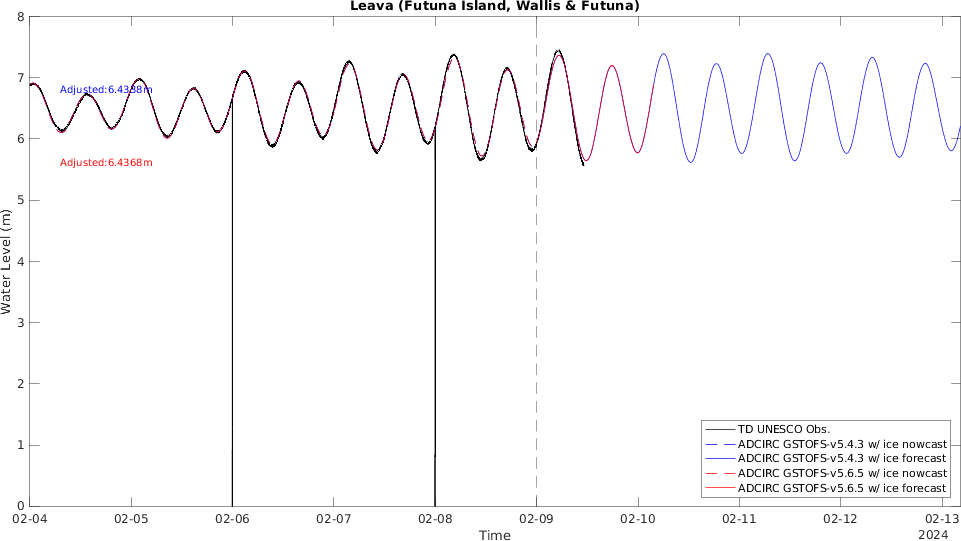 Leava (Futuna Island, Wallis & Futuna)
8
7
6
5
4
3
2
1
0
Water Level (m)
Adjusted:6.4338m
Adjusted:6.4368m
TD UNESCO Obs.
ADCIRC GSTOFS-v5.4.3 w/ ice nowcast
ADCIRC GSTOFS-v5.4.3 w/ ice forecast
ADCIRC GSTOFS-v5.6.5 w/ ice nowcast
ADCIRC GSTOFS-v5.6.5 w/ ice forecast
02-04 02-05 02-06 02-07 02-08 02-09 02-10 02-11 02-12 02-13
Time
2024